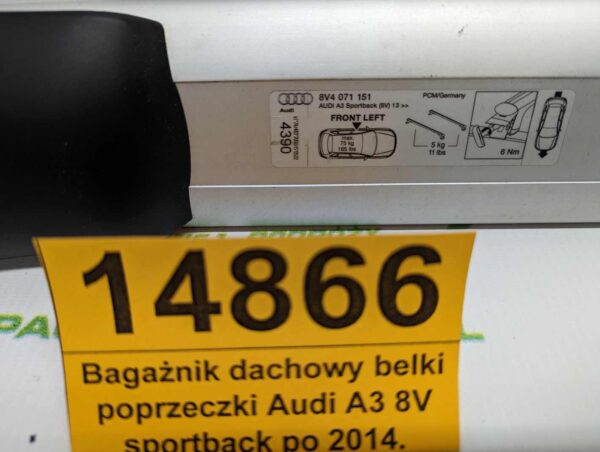 8V4 071 151
AUDI A3 Sportback (8V) 13 >>
PCM/Germany
Audi
FRONT LEFT
4390
max.
75 kg
165 lbs
5 kg
11 lbs
6 Nm
14866
Bagażnik dachowy belki
poprzeczki Audi A3 8V
sportback po 2014.